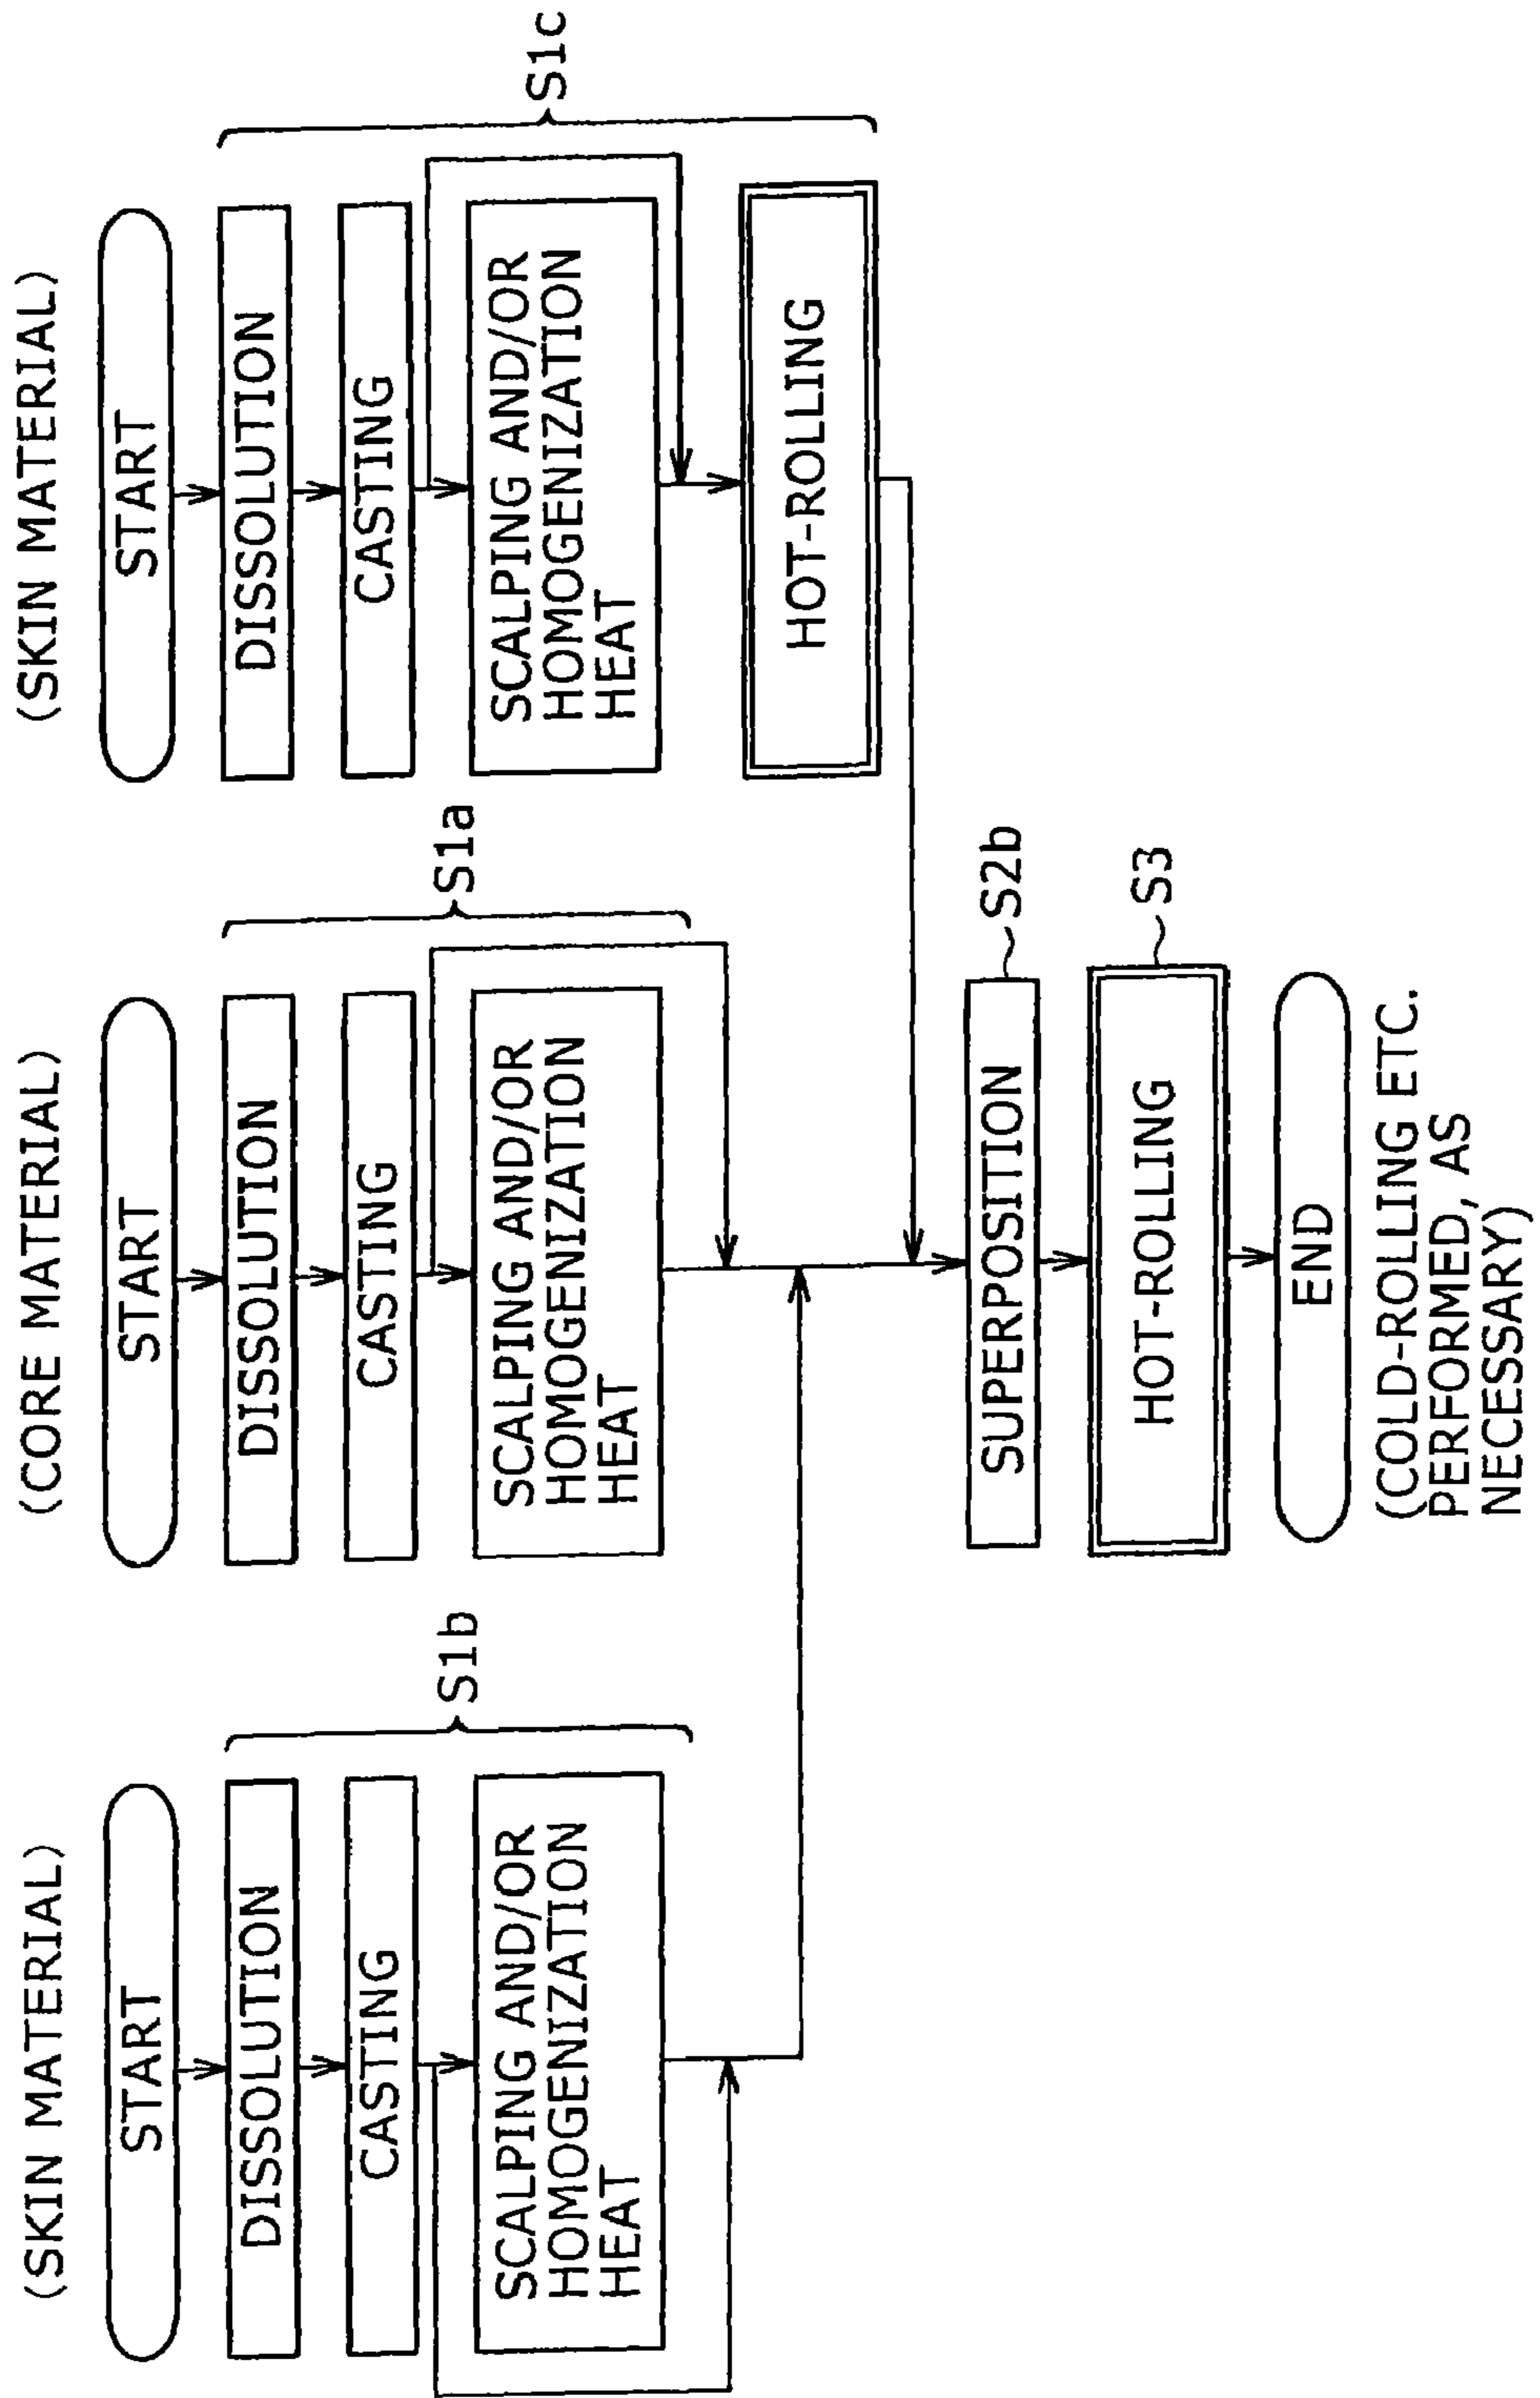 (SKIN MATERIAL)
START
DISSOLUTION
CASTING
SCALPING AND/OR
HOMOGENIZATION
HEAT
S1b
(CORE MATERIAL)
START
DISSOLUTION
CASTING
SCALPING AND/OR
HOMOGENIZATION
HEAT
S1a
(SKIN MATERIAL)
START
DISSOLUTION
CASTING
SCALPING AND/OR
HOMOGENIZATION
HEAT
HOT-ROLLING
S1c
SUPERPOSITION
S2b
HOT-ROLLING
S3
END
(COLD-ROLLING ETC.
PERFORMED, AS
NECESSARY)